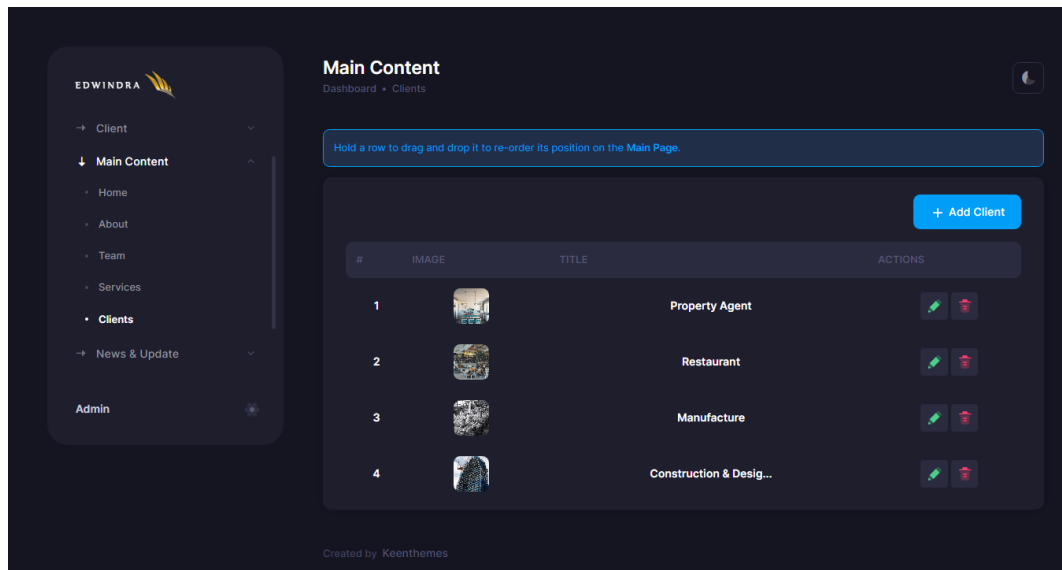 EDWINDRA
Client
Main Content
Home
About
Team
Services
Clients
News & Update
Admin
Main Content
Dashboard • Clients
Hold a row to drag and drop it to re-order its position on the Main Page.
+ Add Client
# IMAGE TITLE ACTIONS
1 Property Agent
2 Restaurant
3 Manufacture
4 Construction & Desig...
Created by Keenthemes